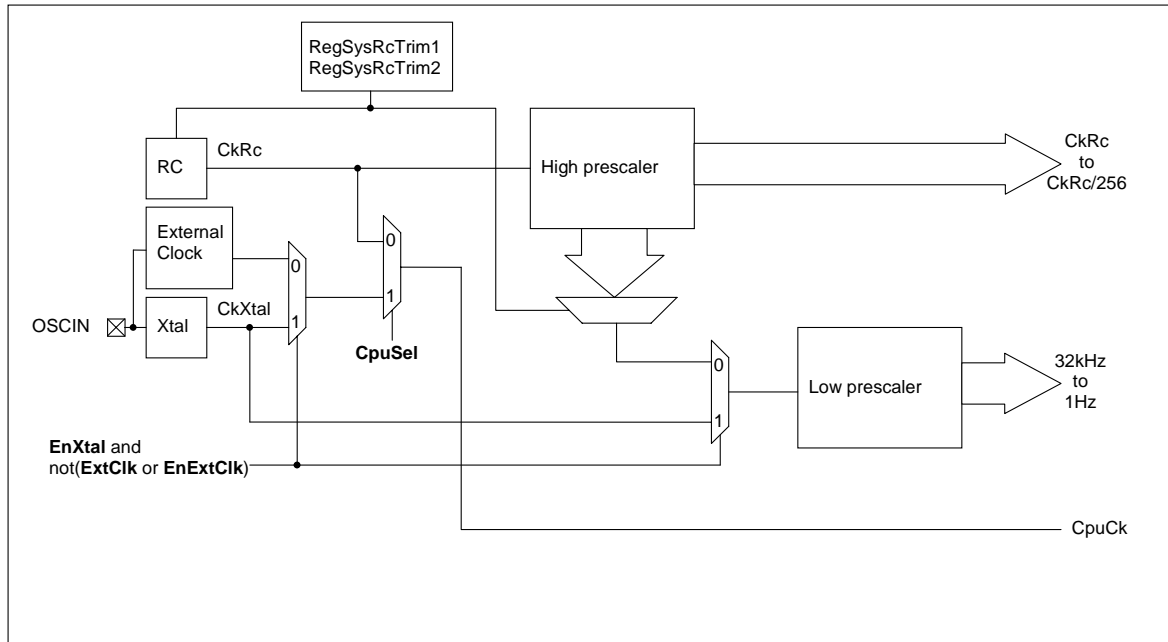 RegSysRcTrim1
RegSysRcTrim2
CkRc
RC
High prescaler
CkRc
to
CkRc/256
External
Clock
0
1
0
1
OSCIN
Xtal
CkXtal
CpuSel
0
1
Low prescaler
32kHz
to
1Hz
EnXtal and
not(ExtClk or EnExtClk)
CpuCk